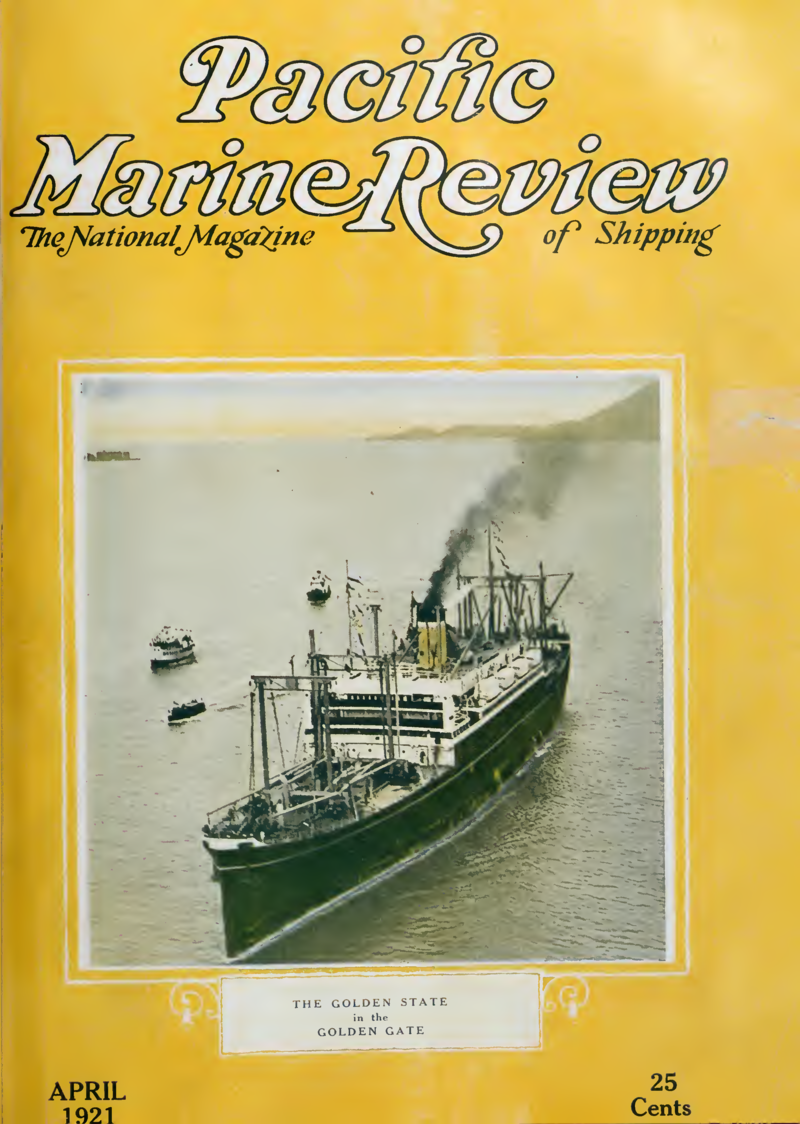 Pacific
Marine Review
The National Magazine of Shipping
THE GOLDEN STATE
in the
GOLDEN GATE
APRIL
1921
25
Cents